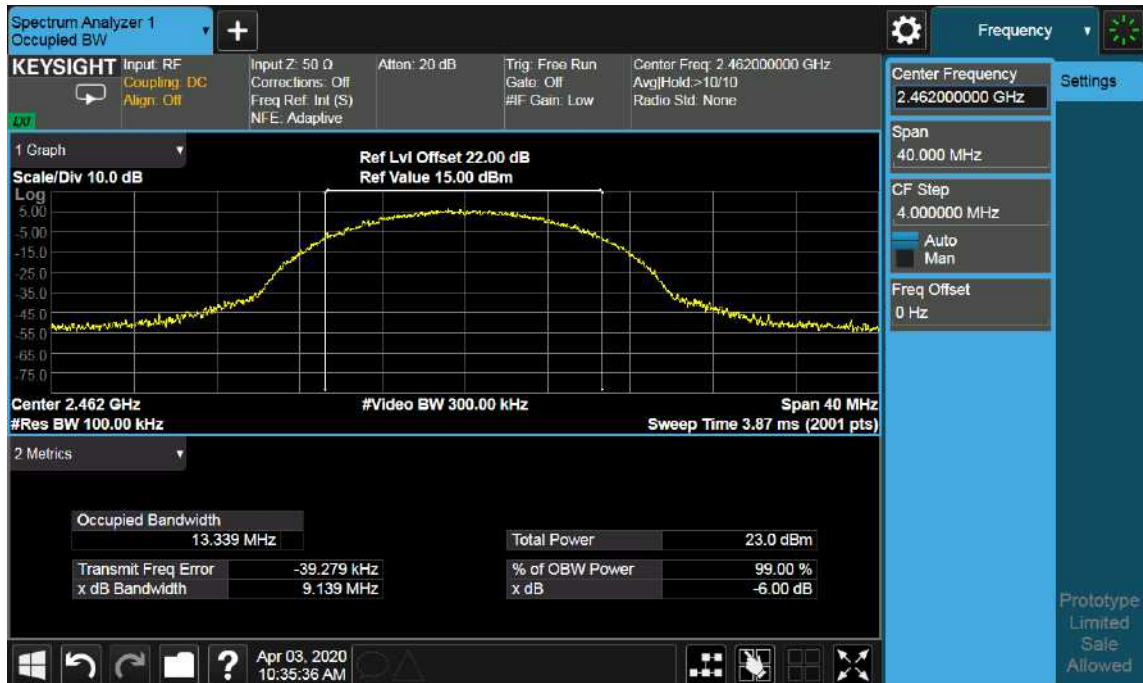 Spectrum Analyzer 1
Occupied BW
+
Frequency
KEYSIGHT Input: RF
Coupling: DC
Align: Off
LXI
Input Z: 50 Ω
Corrections: Off
Freq Ref: Int (S)
NFE: Adaptive
Atten: 20 dB
Trig: Free Run
Gate: Off
#IF Gain: Low
Center Freq: 2.462000000 GHz
Avg|Hold:>10/10
Radio Std: None
Center Frequency
2.462000000 GHz
Settings
Span
40.000 MHz
CF Step
4.000000 MHz
Auto
Man
Freq Offset
0 Hz
1 Graph
Scale/Div 10.0 dB
Ref Lvl Offset 22.00 dB
Ref Value 15.00 dBm
Log
5.00
-5.00
-15.0
-25.0
-35.0
-45.0
-55.0
-65.0
-75.0
Center 2.462 GHz
#Video BW 300.00 kHz
Span 40 MHz
#Res BW 100.00 kHz
Sweep Time 3.87 ms (2001 pts)
2 Metrics
Occupied Bandwidth
13.339 MHz
Total Power 23.0 dBm
Transmit Freq Error -39.279 kHz
% of OBW Power 99.00 %
x dB Bandwidth 9.139 MHz
x dB -6.00 dB
Prototype
Limited
Sale
Allowed
?
Apr 03, 2020
10:35:36 AM